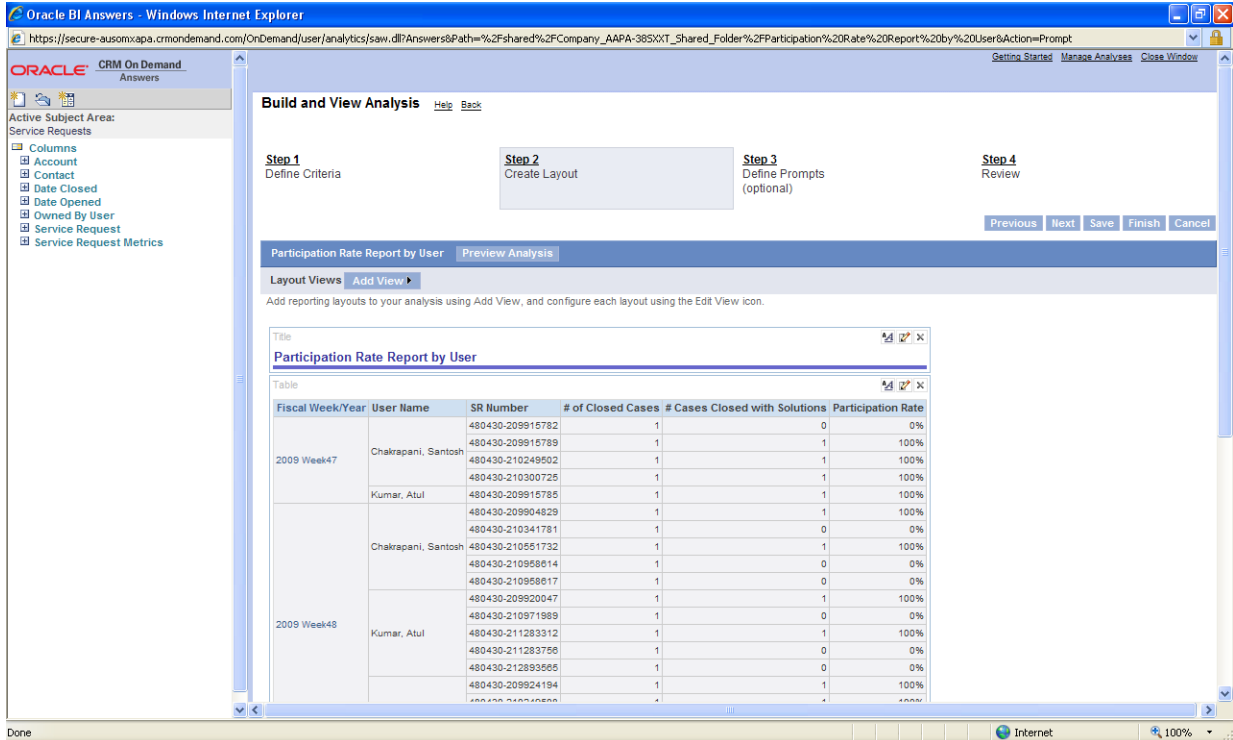 Oracle BI Answers - Windows Internet Explorer
https://secure-ausomxapa.crmondemand.com/OnDemand/user/analytics/saw.dll?Answers&Path=%2Fshared%2FCompany_AAPA-38SXXT_Shared_Folder%2FParticipation%20Rate%20Report%20by%20User&Action=Prompt
ORACLE CRM On Demand
Answers
Getting Started Manage Analyses Close Window
Active Subject Area:
Service Requests
Columns
Account
Contact
Date Closed
Date Opened
Owned By User
Service Request
Service Request Metrics
Build and View Analysis Help Back
Step 1
Define Criteria
Step 2
Create Layout
Step 3
Define Prompts
(optional)
Step 4
Review
Previous Next Save Finish Cancel
Participation Rate Report by User Preview Analysis
Layout Views Add View
Add reporting layouts to your analysis using Add View, and configure each layout using the Edit View icon.
Title
Participation Rate Report by User
Table
Fiscal Week/Year User Name SR Number # of Closed Cases # Cases Closed with Solutions Participation Rate
2009 Week47 Chakrapani, Santosh 480430-209915782 1 0 0%
480430-209915789 1 1 100%
480430-210249502 1 1 100%
480430-210300725 1 1 100%
Kumar, Atul 480430-209915785 1 1 100%
2009 Week48 Chakrapani, Santosh 480430-209904829 1 1 100%
480430-210341781 1 0 0%
480430-210551732 1 1 100%
480430-210958614 1 0 0%
480430-210958617 1 0 0%
Kumar, Atul 480430-209920047 1 1 100%
480430-210971989 1 0 0%
480430-211283312 1 1 100%
480430-211283756 1 0 0%
480430-212893565 1 0 0%
480430-209924194 1 1 100%
Done Internet 100%